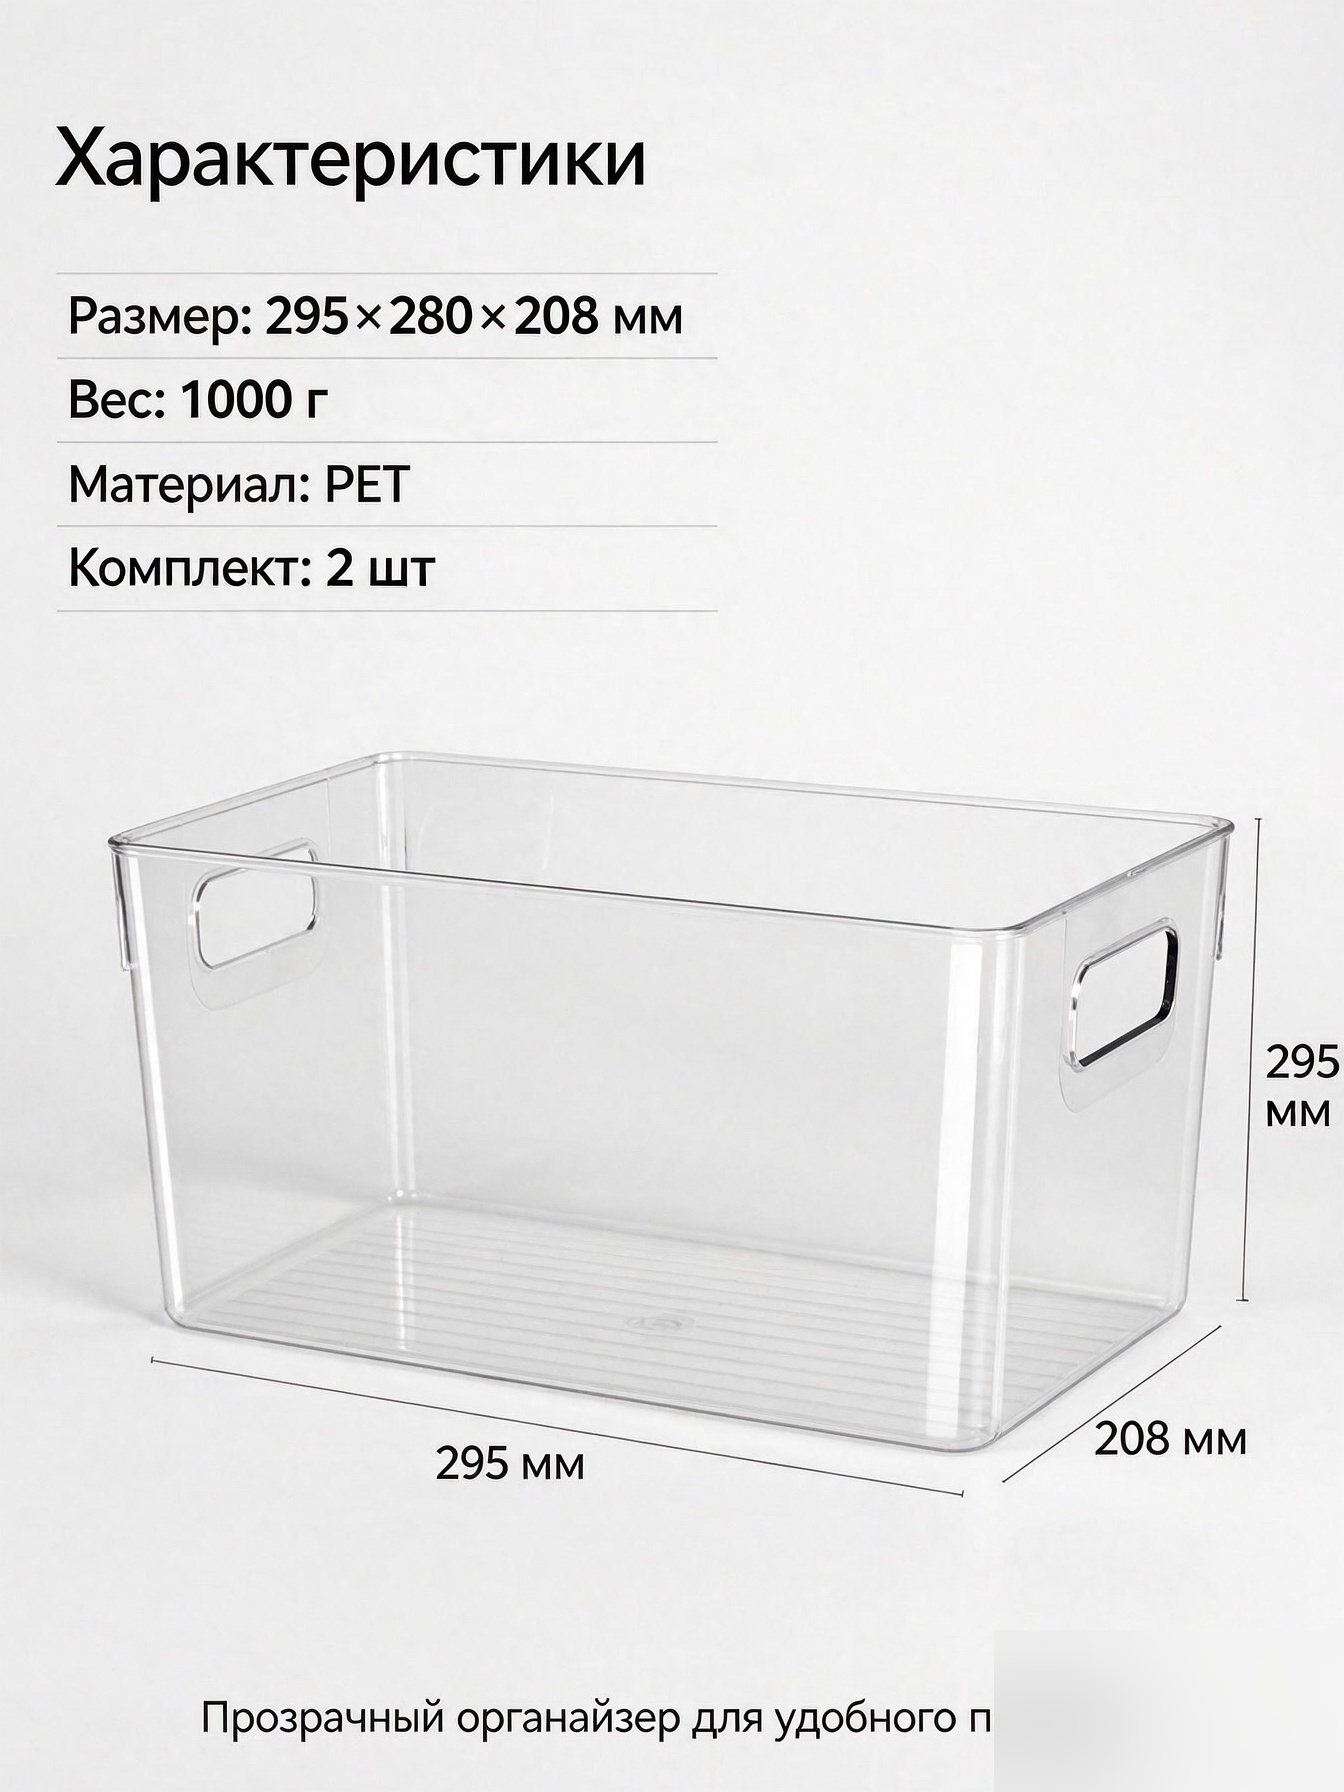 Характеристики
Размер: 295×280×208 мм
Вес: 1000 г
Материал: PET
Комплект: 2 шт
295
мм
208 мм
295 мм
Прозрачный органайзер для удобного